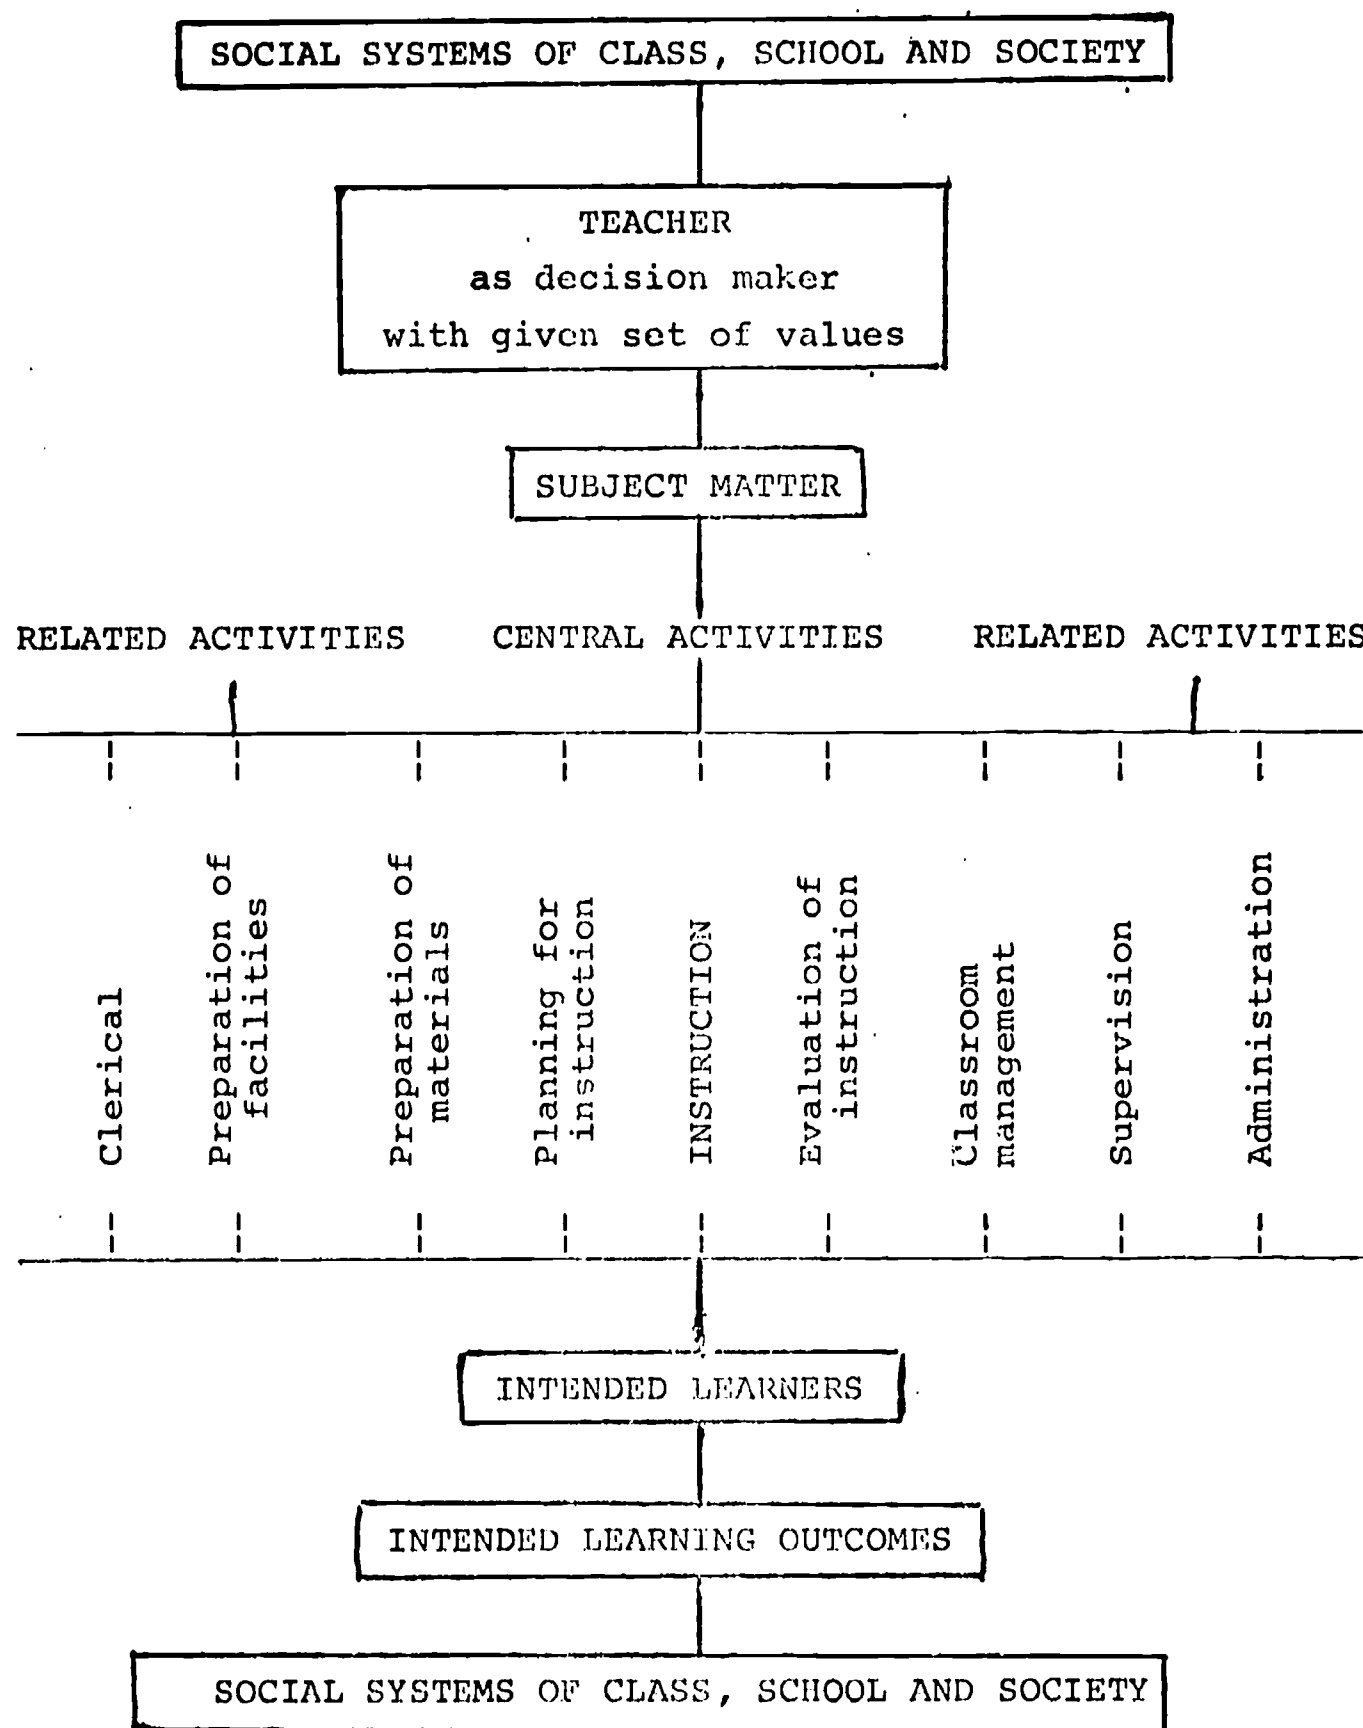 SOCIAL SYSTEMS OF CLASS, SCHOOL AND SOCIETY
TEACHER
as decision maker
with given set of values
SUBJECT MATTER
RELATED ACTIVITIES
CENTRAL ACTIVITIES
RELATED ACTIVITIES
Clerical
Preparation of
facilities
Preparation of
materials
Planning for
instruction
INSTRUCTION
Evaluation of
instruction
Classroom
management
Supervision
Administration
INTENDED LEARNERS
INTENDED LEARNING OUTCOMES
SOCIAL SYSTEMS OF CLASS, SCHOOL AND SOCIETY